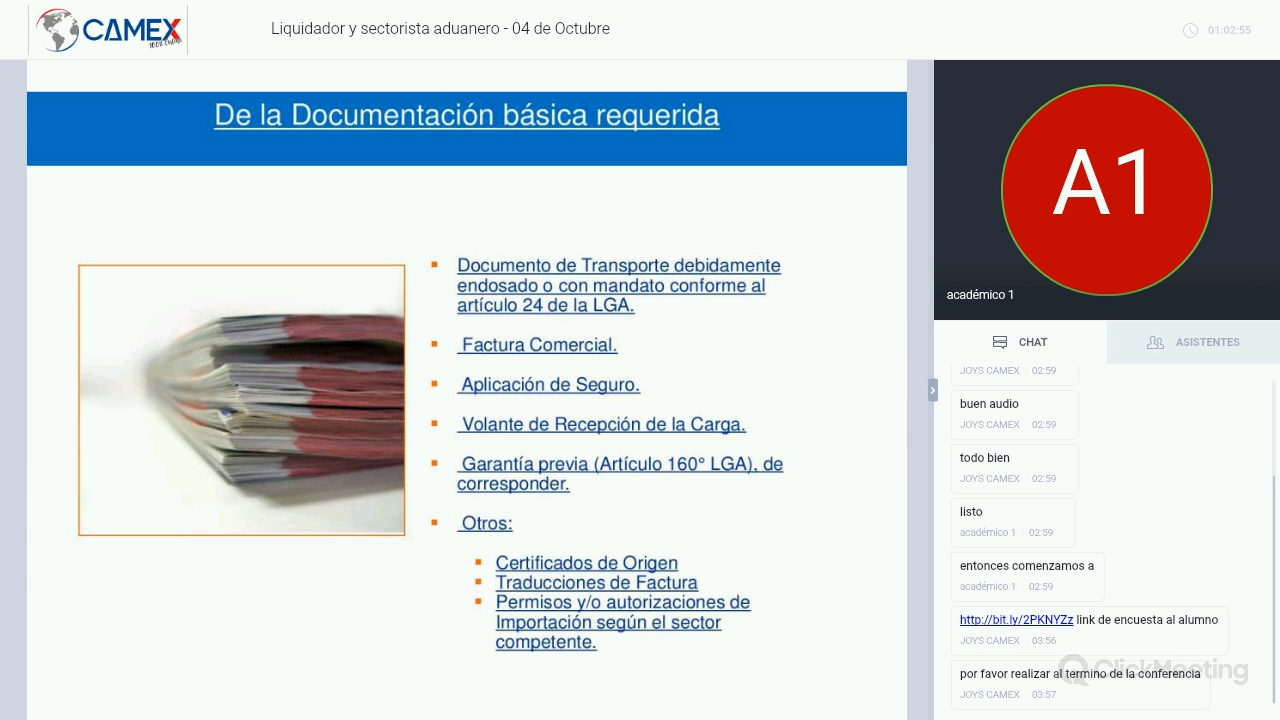 CAMEX
100% Online
Liquidador y sectorista aduanero - 04 de Octubre
01:02:55
De la Documentación básica requerida
Documento de Transporte debidamente
endosado o con mandato conforme al
artículo 24 de la LGA.
Factura Comercial.
Aplicación de Seguro.
Volante de Recepción de la Carga.
Garantía previa (Artículo 160° LGA), de
corresponder.
Otros:
Certificados de Origen
Traducciones de Factura
Permisos y/o autorizaciones de
Importación según el sector
competente.
A1
académico 1
CHAT
ASISTENTES
JOYS CAMEX · 02:59
buen audio
JOYS CAMEX · 02:59
todo bien
JOYS CAMEX · 02:59
listo
académico 1 · 02:59
entonces comenzamos a
académico 1 · 02:59
http://bit.ly/2PKNYZz link de encuesta al alumno
JOYS CAMEX · 03:56
por favor realizar al termino de la conferencia
JOYS CAMEX · 03:57
ClickMeeting